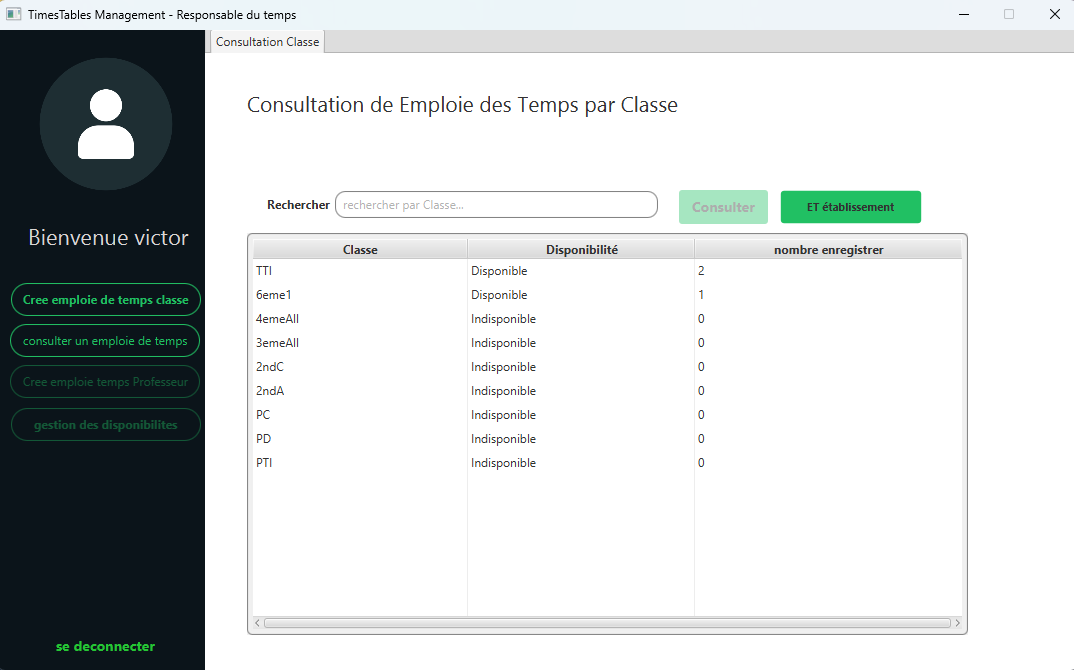 TimesTables Management - Responsable du temps
Consultation Classe
Bienvenue victor
Cree emploie de temps classe
consulter un emploie de temps
Cree emploie temps Professeur
gestion des disponibilites
se deconnecter
Consultation de Emploie des Temps par Classe
Rechercher rechercher par Classe... Consulter ET établissement
Classe Disponibilité nombre enregistrer
TTI Disponible 2
6eme1 Disponible 1
4emeAll Indisponible 0
3emeAll Indisponible 0
2ndC Indisponible 0
2ndA Indisponible 0
PC Indisponible 0
PD Indisponible 0
PTI Indisponible 0